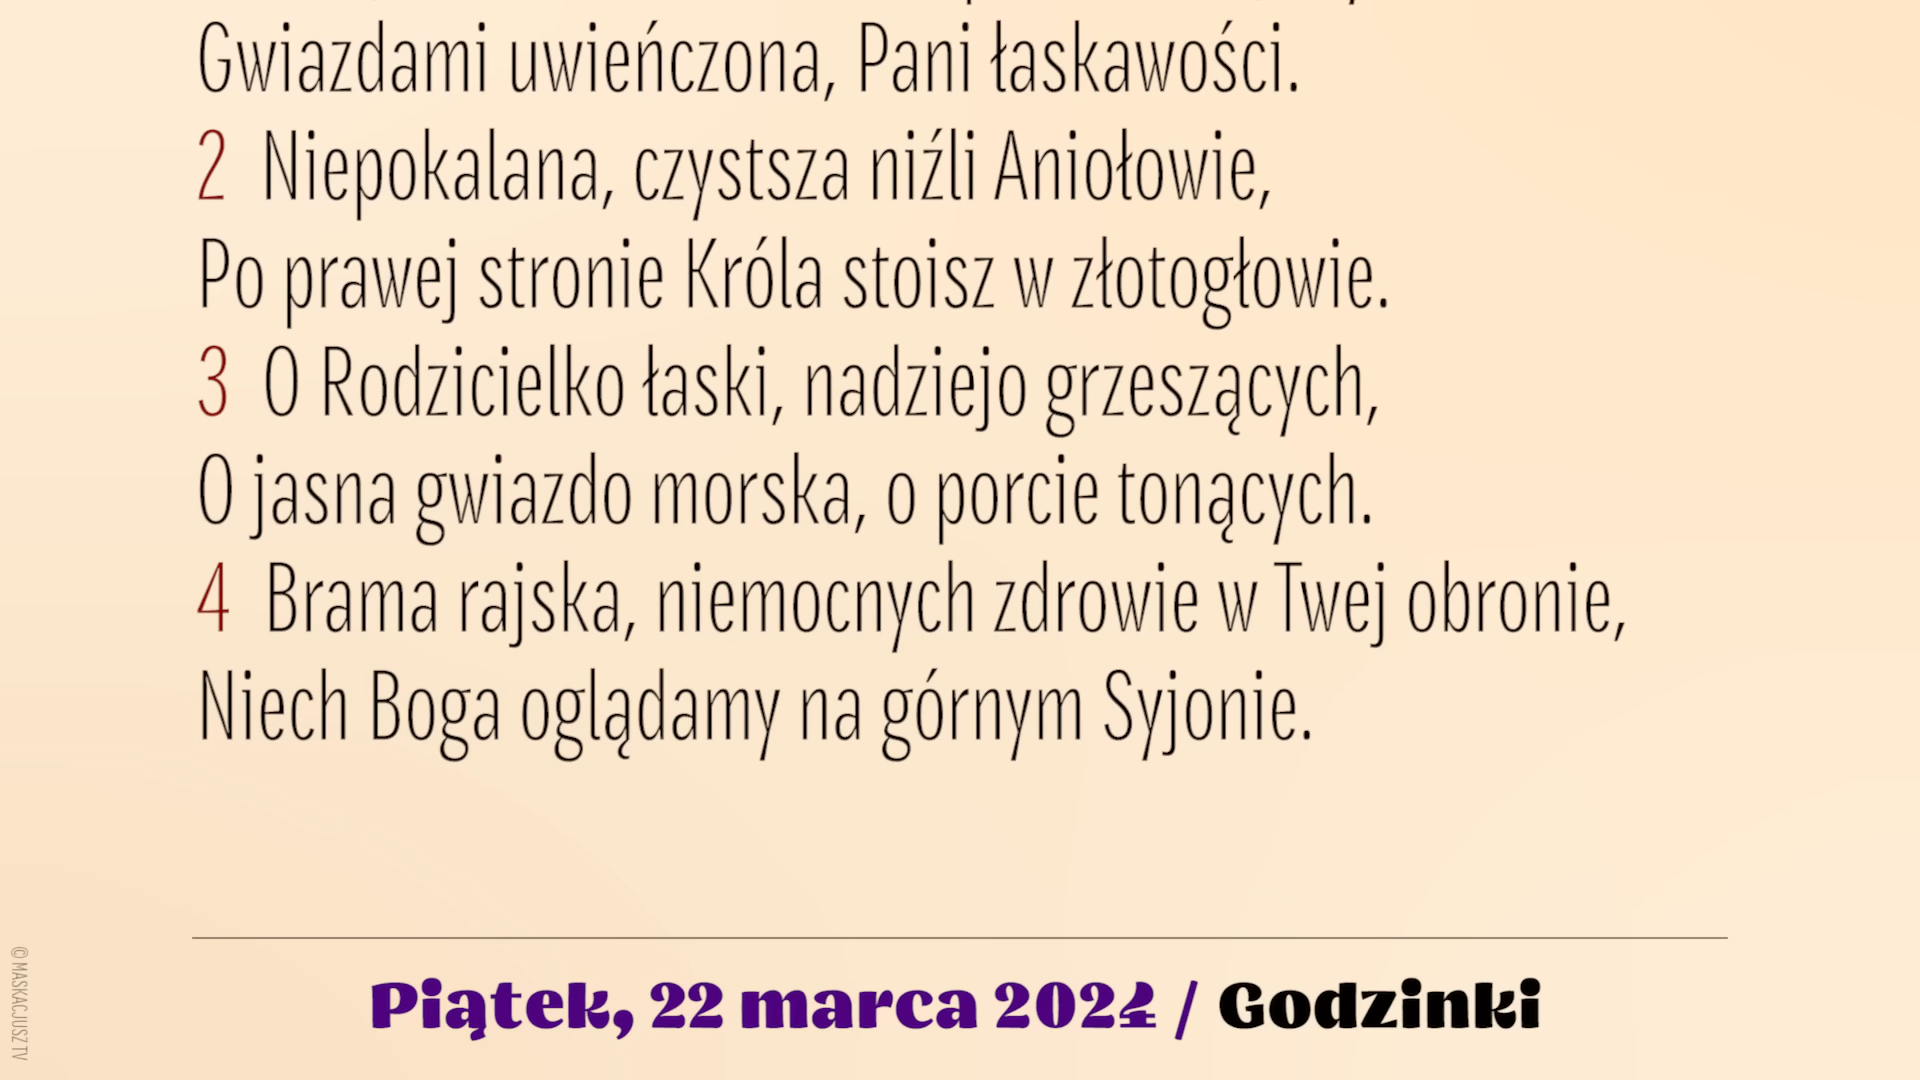 Gwiazdami uwieńczona, Pani łaskawości.
2 Niepokalana, czystsza niźli Aniołowie,
Po prawej stronie Króla stoisz w złotogłowie.
3 O Rodzicielko łaski, nadziejo grzeszących,
O jasna gwiazdo morska, o porcie tonących.
4 Brama rajska, niemocnych zdrowie w Twej obronie,
Niech Boga oglądamy na górnym Syjonie.
Piątek, 22 marca 2024 / Godzinki
© MASKACJUSZ TV